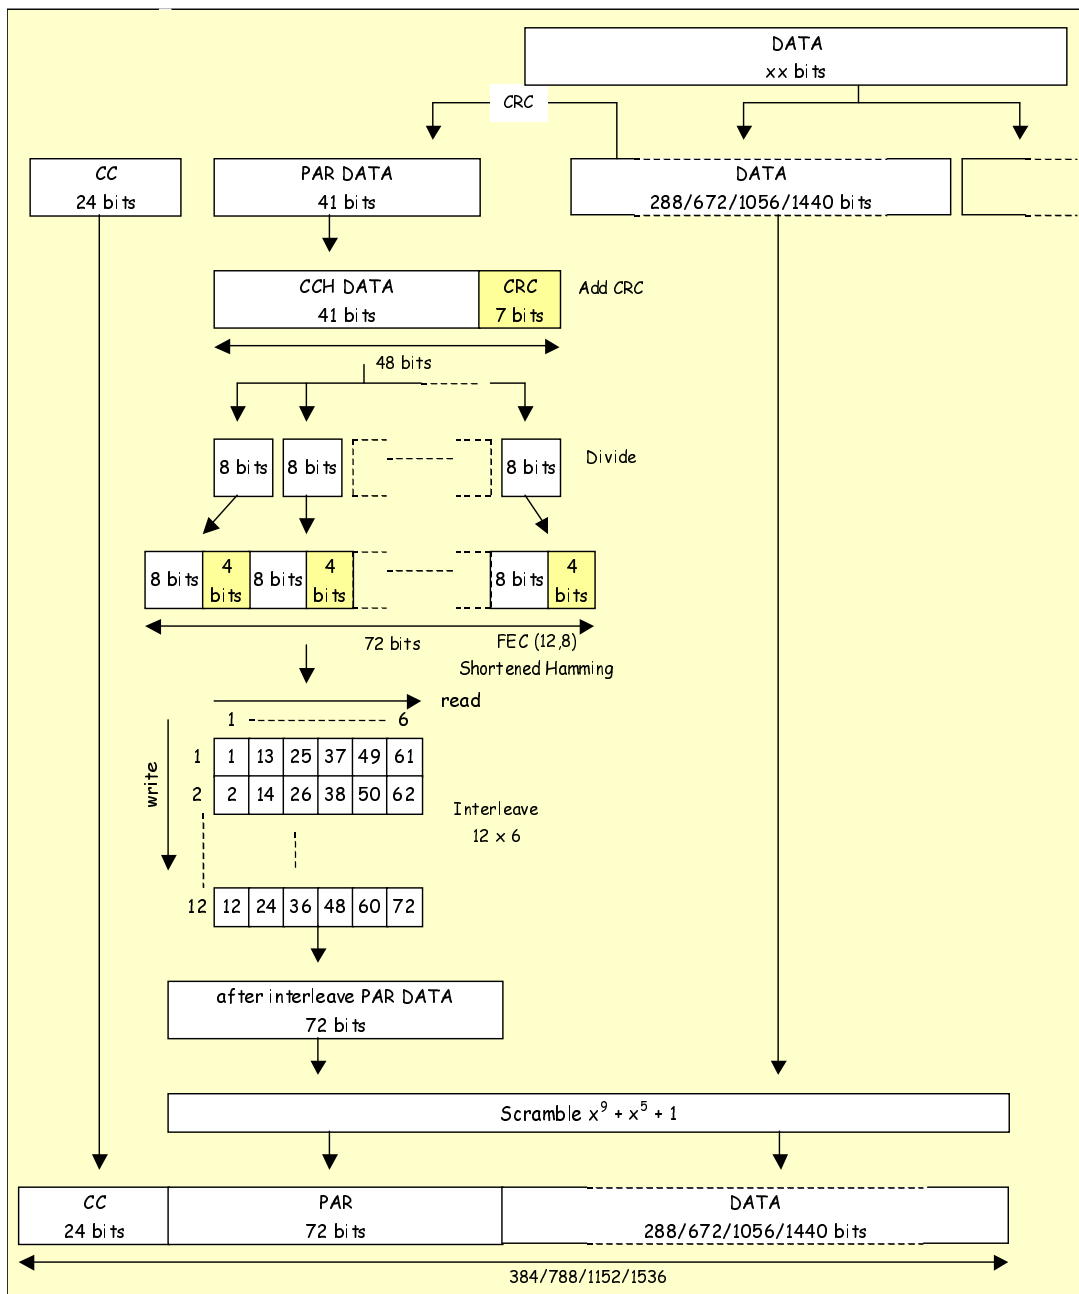 DATA
xx bits
CRC
CC
24 bits
PAR DATA
41 bits
DATA
288/672/1056/1440 bits
CCH DATA
41 bits
CRC
7 bits
Add CRC
48 bits
8 bits
8 bits
8 bits
Divide
8 bits
4
bits
8 bits
4
bits
8 bits
4
bits
72 bits
FEC (12,8)
Shortened Hamming
read
1 6
write
1 1 13 25 37 49 61
2 2 14 26 38 50 62
Interleave
12 x 6
12 12 24 36 48 60 72
after interleave PAR DATA
72 bits
Scramble x⁹ + x⁵ + 1
CC
24 bits
PAR
72 bits
DATA
288/672/1056/1440 bits
384/788/1152/1536